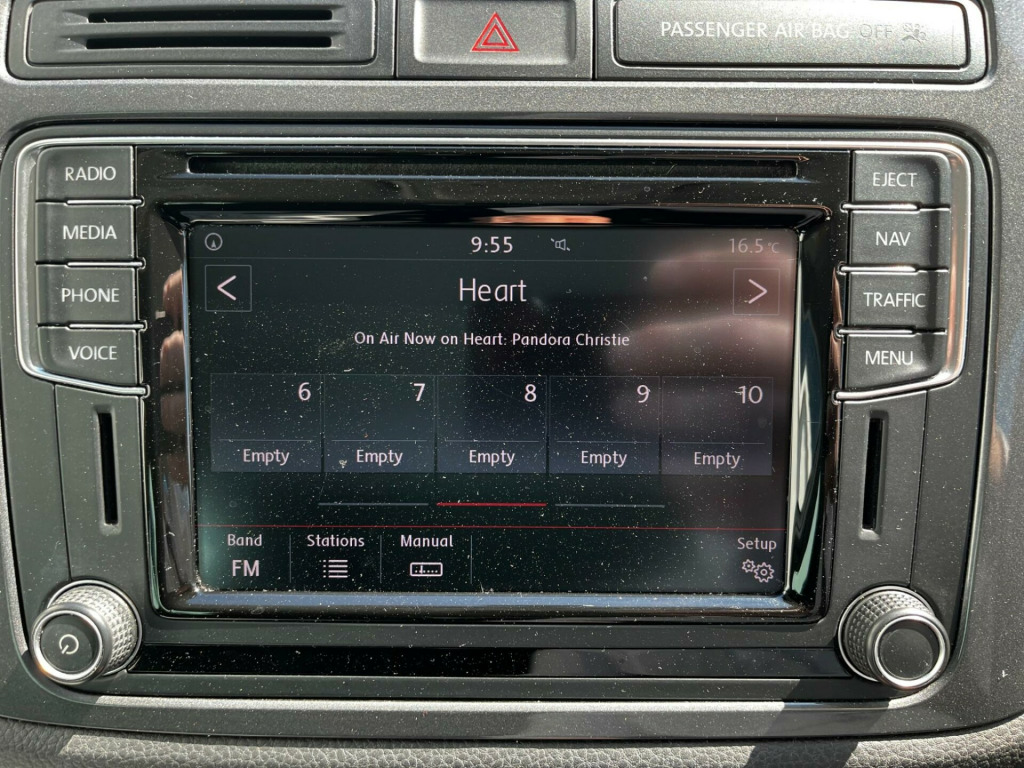 PASSENGER AIR BAG OFF
RADIO
MEDIA
PHONE
VOICE
EJECT
NAV
TRAFFIC
MENU
9:55
16.5 °C
<
Heart
>
On Air Now on Heart: Pandora Christie
6 7 8 9 10
Empty Empty Empty Empty Empty
Band Stations Manual Setup
FM